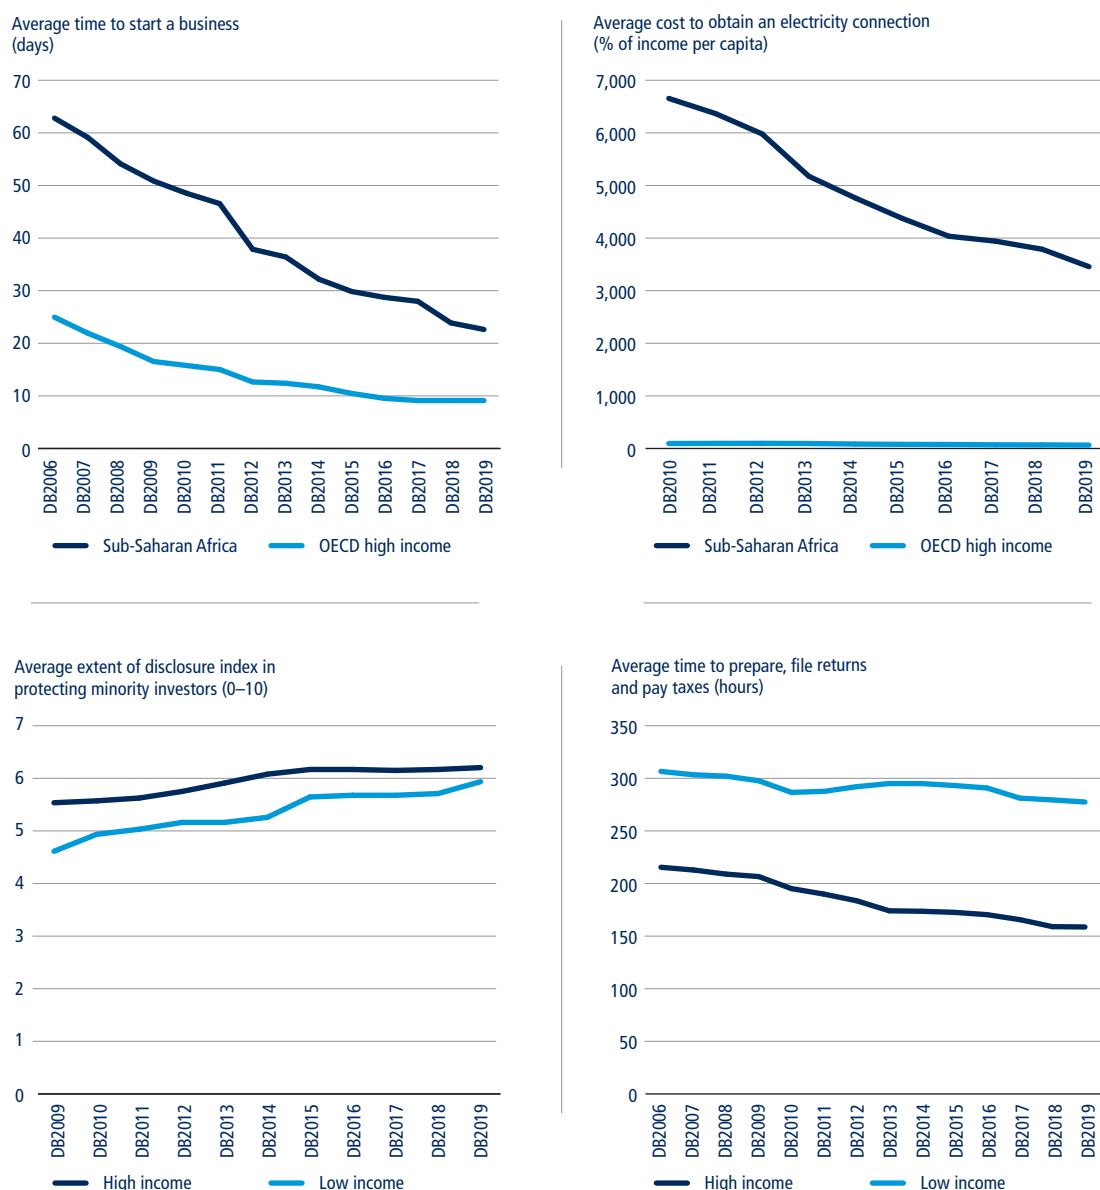 Average time to start a business
(days)
70
60
50
40
30
20
10
0
DB2006
DB2007
DB2008
DB2009
DB2010
DB2011
DB2012
DB2013
DB2014
DB2015
DB2016
DB2017
DB2018
DB2019
Sub-Saharan Africa
OECD high income
Average cost to obtain an electricity connection
(% of income per capita)
7,000
6,000
5,000
4,000
3,000
2,000
1,000
0
DB2010
DB2011
DB2012
DB2013
DB2014
DB2015
DB2016
DB2017
DB2018
DB2019
Sub-Saharan Africa
OECD high income
Average extent of disclosure index in
protecting minority investors (0–10)
7
6
5
4
3
2
1
0
DB2009
DB2010
DB2011
DB2012
DB2013
DB2014
DB2015
DB2016
DB2017
DB2018
DB2019
High income
Low income
Average time to prepare, file returns
and pay taxes (hours)
350
300
250
200
150
100
50
0
DB2006
DB2007
DB2008
DB2009
DB2010
DB2011
DB2012
DB2013
DB2014
DB2015
DB2016
DB2017
DB2018
DB2019
High income
Low income